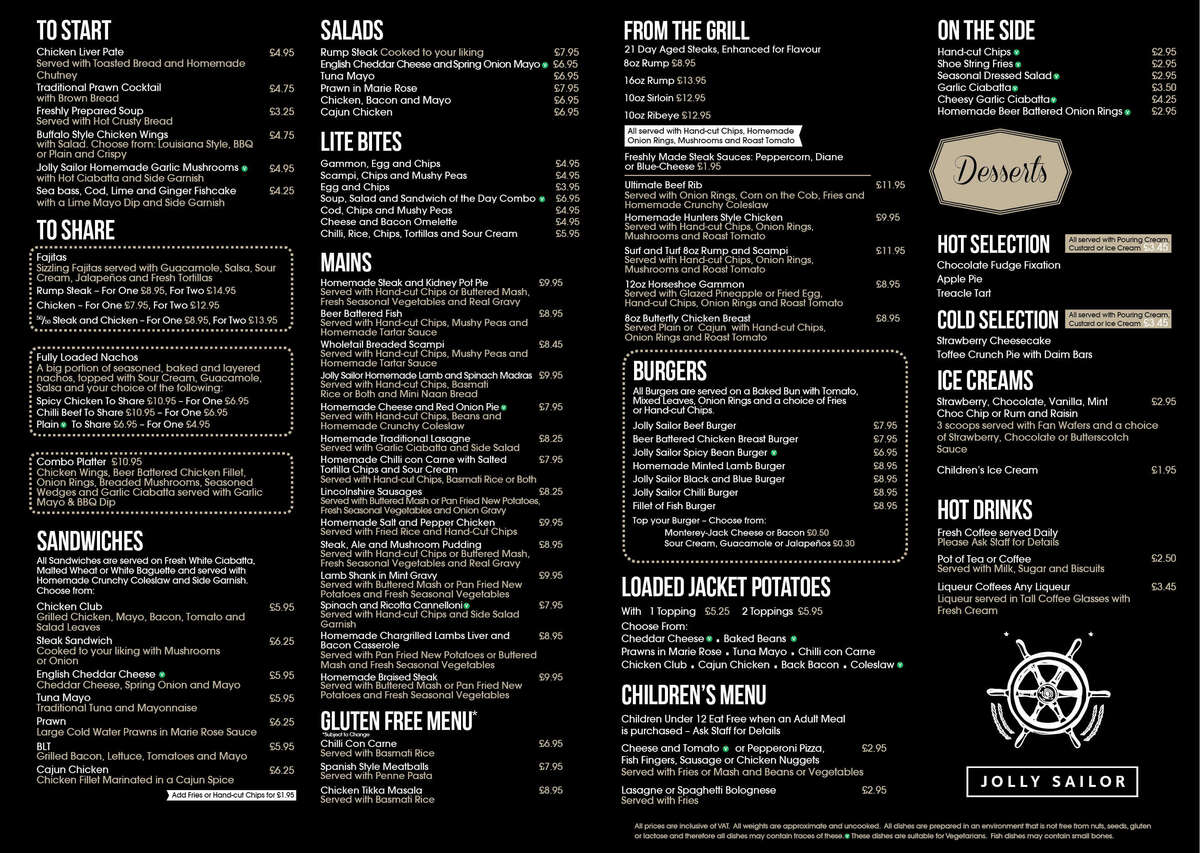 TO START
Chicken Liver Pate £4.95
Served with Toasted Bread and Homemade
Chutney
Traditional Prawn Cocktail £4.75
with Brown Bread
Freshly Prepared Soup £3.25
Served with Hot Crusty Bread
Buffalo Style Chicken Wings £4.75
with Salad. Choose from: Louisiana Style, BBQ
or Plain and Crispy
Jolly Sailor Homemade Garlic Mushrooms V £4.95
with Hot Ciabatta and Side Garnish
Sea bass, Cod, Lime and Ginger Fishcake £4.25
with a Lime Mayo Dip and Side Garnish
TO SHARE
Fajitas
Sizzling Fajitas served with Guacamole, Salsa, Sour
Cream, Jalapeños and Fresh Tortillas
Rump Steak – For One £8.95, For Two £14.95
Chicken – For One £7.95, For Two £12.95
50/50 Steak and Chicken – For One £8.95, For Two £13.95
Fully Loaded Nachos
A big portion of seasoned, baked and layered
nachos, topped with Sour Cream, Guacamole,
Salsa and your choice of the following:
Spicy Chicken To Share £10.95 – For One £6.95
Chilli Beef To Share £10.95 – For One £6.95
Plain V To Share £6.95 – For One £4.95
Combo Platter £10.95
Chicken Wings, Beer Battered Chicken Fillet,
Onion Rings, Breaded Mushrooms, Seasoned
Wedges and Garlic Ciabatta served with Garlic
Mayo & BBQ Dip
SANDWICHES
All Sandwiches are served on Fresh White Ciabatta,
Malted Wheat or White Baguette and served with
Homemade Crunchy Coleslaw and Side Garnish.
Choose from:
Chicken Club £5.95
Grilled Chicken, Mayo, Bacon, Tomato and
Salad Leaves
Steak Sandwich £6.25
Cooked to your liking with Mushrooms
or Onion
English Cheddar Cheese V £5.95
Cheddar Cheese, Spring Onion and Mayo
Tuna Mayo £5.95
Traditional Tuna and Mayonnaise
Prawn £6.25
Large Cold Water Prawns in Marie Rose Sauce
BLT £5.95
Grilled Bacon, Lettuce, Tomatoes and Mayo
Cajun Chicken £6.25
Chicken Fillet Marinated in a Cajun Spice
Add Fries or Hand-cut Chips for £1.95
SALADS
Rump Steak Cooked to your liking £7.95
English Cheddar Cheese and Spring Onion Mayo V £6.95
Tuna Mayo £6.95
Prawn in Marie Rose £7.95
Chicken, Bacon and Mayo £6.95
Cajun Chicken £6.95
LITE BITES
Gammon, Egg and Chips £4.95
Scampi, Chips and Mushy Peas £4.95
Egg and Chips £3.95
Soup, Salad and Sandwich of the Day Combo V £6.95
Cod, Chips and Mushy Peas £4.95
Cheese and Bacon Omelette £4.95
Chilli, Rice, Chips, Tortillas and Sour Cream £5.95
MAINS
Homemade Steak and Kidney Pot Pie £9.95
Served with Hand-cut Chips or Buttered Mash,
Fresh Seasonal Vegetables and Real Gravy
Beer Battered Fish £8.95
Served with Hand-cut Chips, Mushy Peas and
Homemade Tartar Sauce
Wholetail Breaded Scampi £8.45
Served with Hand-cut Chips, Mushy Peas and
Homemade Tartar Sauce
Jolly Sailor Homemade Lamb and Spinach Madras £9.95
Served with Hand-cut Chips, Basmati
Rice or Both and Mini Naan Bread
Homemade Cheese and Red Onion Pie V £7.95
Served with Hand-cut Chips, Beans and
Homemade Crunchy Coleslaw
Homemade Traditional Lasagne £8.25
Served with Garlic Ciabatta and Side Salad
Homemade Chilli con Carne with Salted £7.95
Tortilla Chips and Sour Cream
Served with Hand-cut Chips, Basmati Rice or Both
Lincolnshire Sausages £8.25
Served with Buttered Mash or Pan Fried New Potatoes,
Fresh Seasonal Vegetables and Onion Gravy
Homemade Salt and Pepper Chicken £9.95
Served with Fried Rice and Hand-Cut Chips
Steak, Ale and Mushroom Pudding £8.95
Served with Hand-cut Chips or Buttered Mash,
Fresh Seasonal Vegetables and Real Gravy
Lamb Shank in Mint Gravy £9.95
Served with Buttered Mash or Pan Fried New
Potatoes and Fresh Seasonal Vegetables
Spinach and Ricotta Cannelloni V £7.95
Served with Hand-cut Chips and Side Salad
Garnish
Homemade Chargrilled Lambs Liver and £8.95
Bacon Casserole
Served with Pan Fried New Potatoes or Buttered
Mash and Fresh Seasonal Vegetables
Homemade Braised Steak £9.95
Served with Buttered Mash or Pan Fried New
Potatoes and Fresh Seasonal Vegetables
GLUTEN FREE MENU*
*Subject to Change
Chilli Con Carne £6.95
Served with Basmati Rice
Spanish Style Meatballs £7.95
Served with Penne Pasta
Chicken Tikka Masala £8.95
Served with Basmati Rice
FROM THE GRILL
21 Day Aged Steaks, Enhanced for Flavour
8oz Rump £8.95
16oz Rump £13.95
10oz Sirloin £12.95
10oz Ribeye £12.95
All served with Hand-cut Chips, Homemade
Onion Rings, Mushrooms and Roast Tomato
Freshly Made Steak Sauces: Peppercorn, Diane
or Blue-Cheese £1.95
Ultimate Beef Rib £11.95
Served with Onion Rings, Corn on the Cob, Fries and
Homemade Crunchy Coleslaw
Homemade Hunters Style Chicken £9.95
Served with Hand-cut Chips, Onion Rings,
Mushrooms and Roast Tomato
Surf and Turf 8oz Rump and Scampi £11.95
Served with Hand-cut Chips, Onion Rings,
Mushrooms and Roast Tomato
12oz Horseshoe Gammon £8.95
Served with Glazed Pineapple or Fried Egg,
Hand-cut Chips, Onion Rings and Roast Tomato
8oz Butterfly Chicken Breast £8.95
Served Plain or Cajun with Hand-cut Chips,
Onion Rings and Roast Tomato
BURGERS
All Burgers are served on a Baked Bun with Tomato,
Mixed Leaves, Onion Rings and a choice of Fries
or Hand-cut Chips.
Jolly Sailor Beef Burger £7.95
Beer Battered Chicken Breast Burger £7.95
Jolly Sailor Spicy Bean Burger V £6.95
Homemade Minted Lamb Burger £8.95
Jolly Sailor Black and Blue Burger £8.95
Jolly Sailor Chilli Burger £8.95
Fillet of Fish Burger £8.95
Top your Burger – Choose from:
Monterey-Jack Cheese or Bacon £0.50
Sour Cream, Guacamole or Jalapeños £0.30
LOADED JACKET POTATOES
With 1 Topping £5.25 2 Toppings £5.95
Choose From:
Cheddar Cheese V • Baked Beans V
Prawns in Marie Rose • Tuna Mayo • Chilli con Carne
Chicken Club • Cajun Chicken • Back Bacon • Coleslaw V
CHILDREN'S MENU
Children Under 12 Eat Free when an Adult Meal
is purchased – Ask Staff for Details
Cheese and Tomato V or Pepperoni Pizza, £2.95
Fish Fingers, Sausage or Chicken Nuggets
Served with Fries or Mash and Beans or Vegetables
Lasagne or Spaghetti Bolognese £2.95
Served with Fries
ON THE SIDE
Hand-cut Chips V £2.95
Shoe String Fries V £2.95
Seasonal Dressed Salad V £2.95
Garlic Ciabatta V £3.50
Cheesy Garlic Ciabatta V £4.25
Homemade Beer Battered Onion Rings V £2.95
Desserts
HOT SELECTION
All served with Pouring Cream,
Custard or Ice Cream £3.45
Chocolate Fudge Fixation
Apple Pie
Treacle Tart
COLD SELECTION
All served with Pouring Cream,
Custard or Ice Cream £3.45
Strawberry Cheesecake
Toffee Crunch Pie with Daim Bars
ICE CREAMS
Strawberry, Chocolate, Vanilla, Mint £2.95
Choc Chip or Rum and Raisin
3 scoops served with Fan Wafers and a choice
of Strawberry, Chocolate or Butterscotch
Sauce
Children's Ice Cream £1.95
HOT DRINKS
Fresh Coffee served Daily
Please Ask Staff for Details
Pot of Tea or Coffee £2.50
Served with Milk, Sugar and Biscuits
Liqueur Coffees Any Liqueur £3.45
Liqueur served in Tall Coffee Glasses with
Fresh Cream
JOLLY SAILOR
All prices are inclusive of VAT. All weights are approximate and uncooked. All dishes are prepared in an environment that is not free from nuts, seeds, gluten
or lactose and therefore all dishes may contain traces of these. V These dishes are suitable for Vegetarians. Fish dishes may contain small bones.